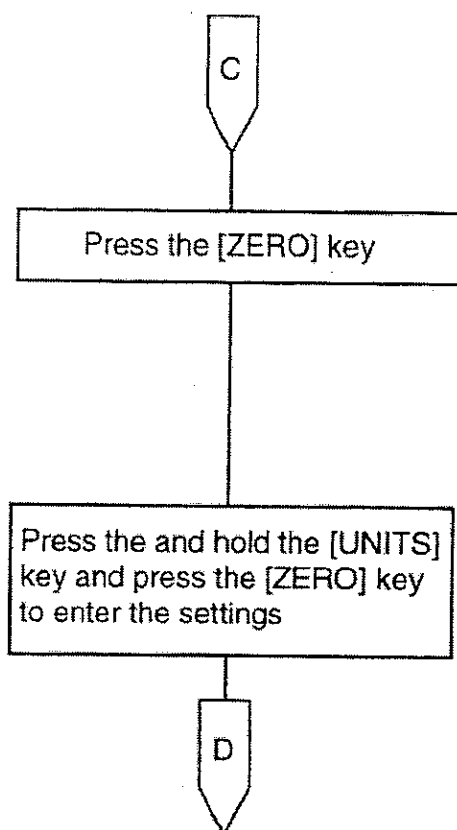 C
Press the [ZERO] key
Press the and hold the [UNITS]
key and press the [ZERO] key
to enter the settings
D